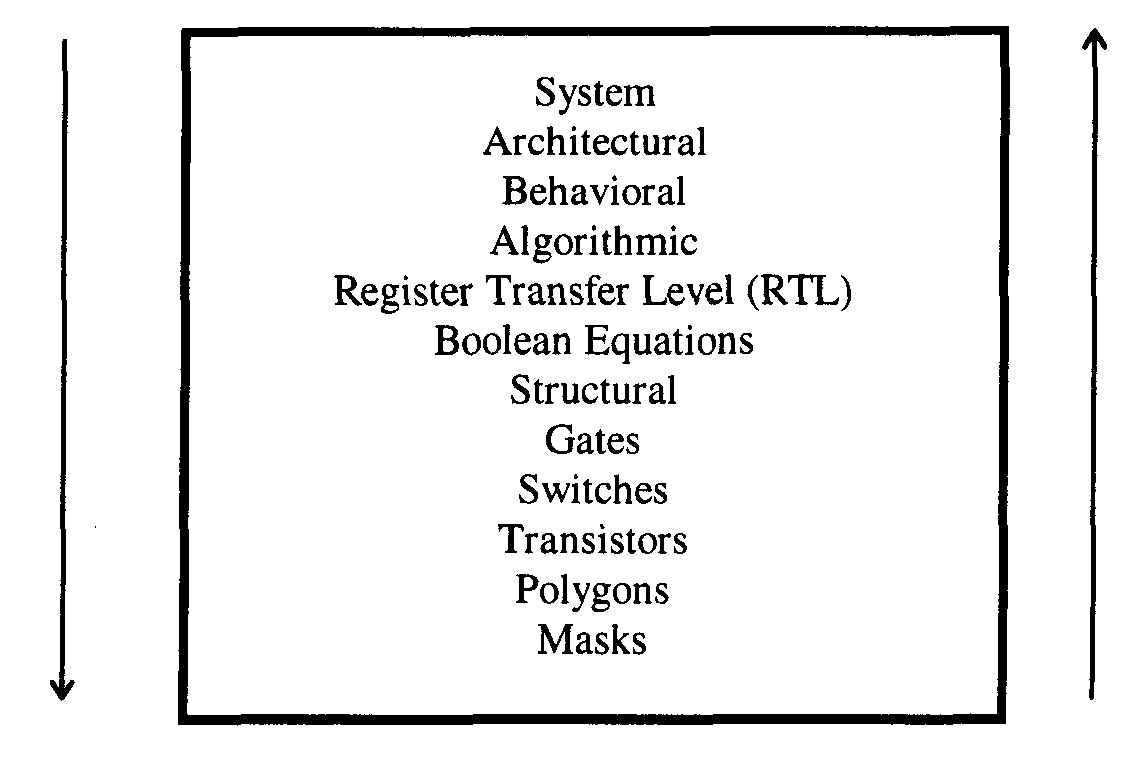 System
Architectural
Behavioral
Algorithmic
Register Transfer Level (RTL)
Boolean Equations
Structural
Gates
Switches
Transistors
Polygons
Masks